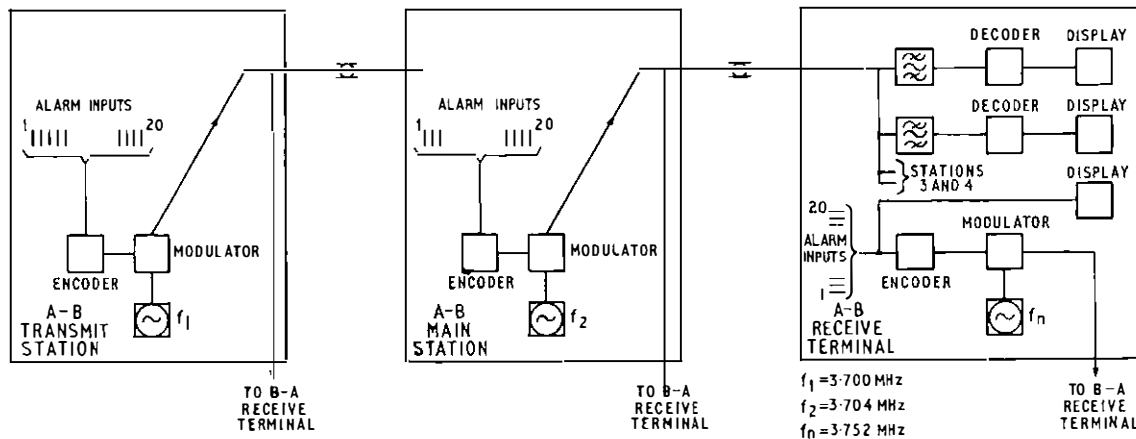 ALARM INPUTS
1
20
ENCODER
MODULATOR
f1
A-B
TRANSMIT
STATION
TO B-A
RECEIVE
TERMINAL
ALARM INPUTS
1
20
ENCODER
MODULATOR
f2
A-B
MAIN
STATION
TO B-A
RECEIVE
TERMINAL
DECODER
DISPLAY
DECODER
DISPLAY
STATIONS
3 AND 4
DISPLAY
20
ALARM
INPUTS
1
ENCODER
MODULATOR
fn
A-B
RECEIVE
TERMINAL
f1 = 3·700 MHz
f2 = 3·704 MHz
fn = 3·752 MHz
TO B-A
RECEIVE
TERMINAL